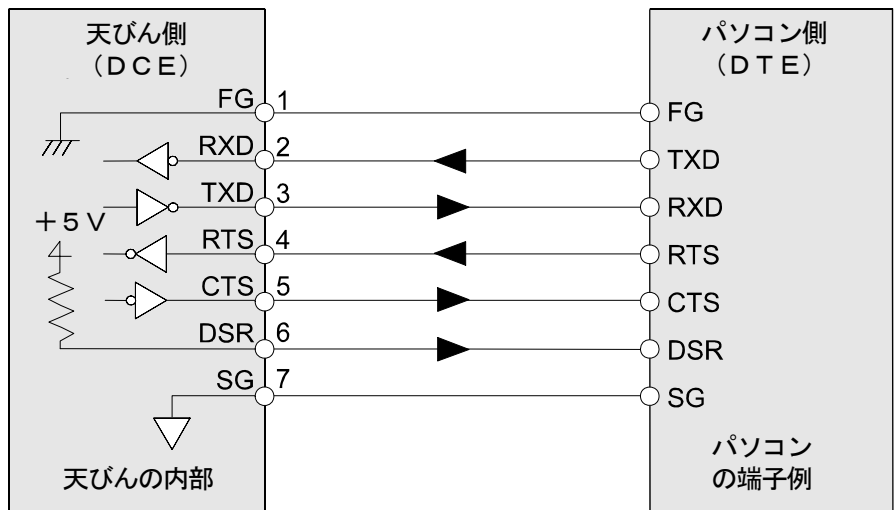 天びん側
（ＤＣＥ）
パソコン側
（ＤＴＥ）
FG 1
FG
RXD 2
TXD
TXD 3
RXD
＋５Ｖ
RTS 4
RTS
CTS 5
CTS
DSR 6
DSR
SG 7
SG
天びんの内部
パソコン
の端子例